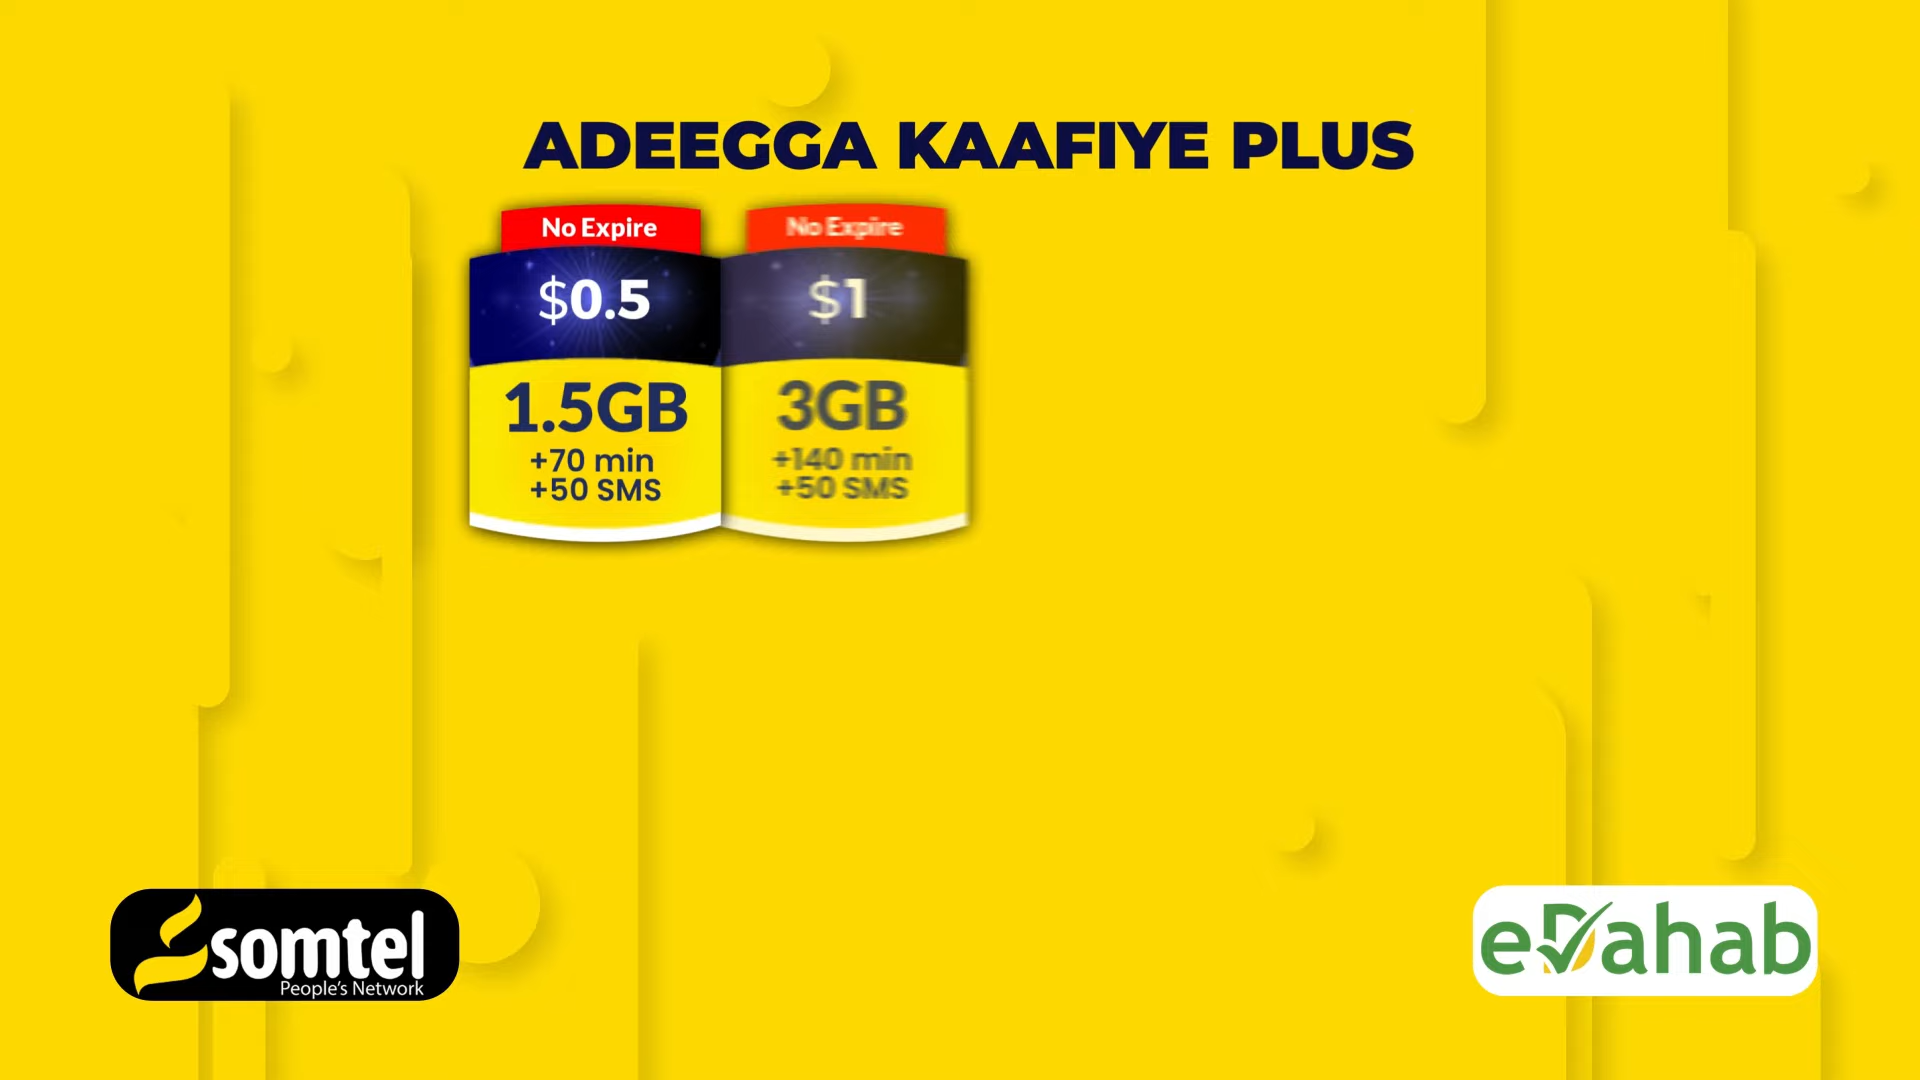 ADEEGGA KAAFIYE PLUS
No Expire
$0.5
1.5GB
+70 min
+50 SMS
No Expire
$1
3GB
+140 min
+50 SMS
somtel
People's Network
eDahab